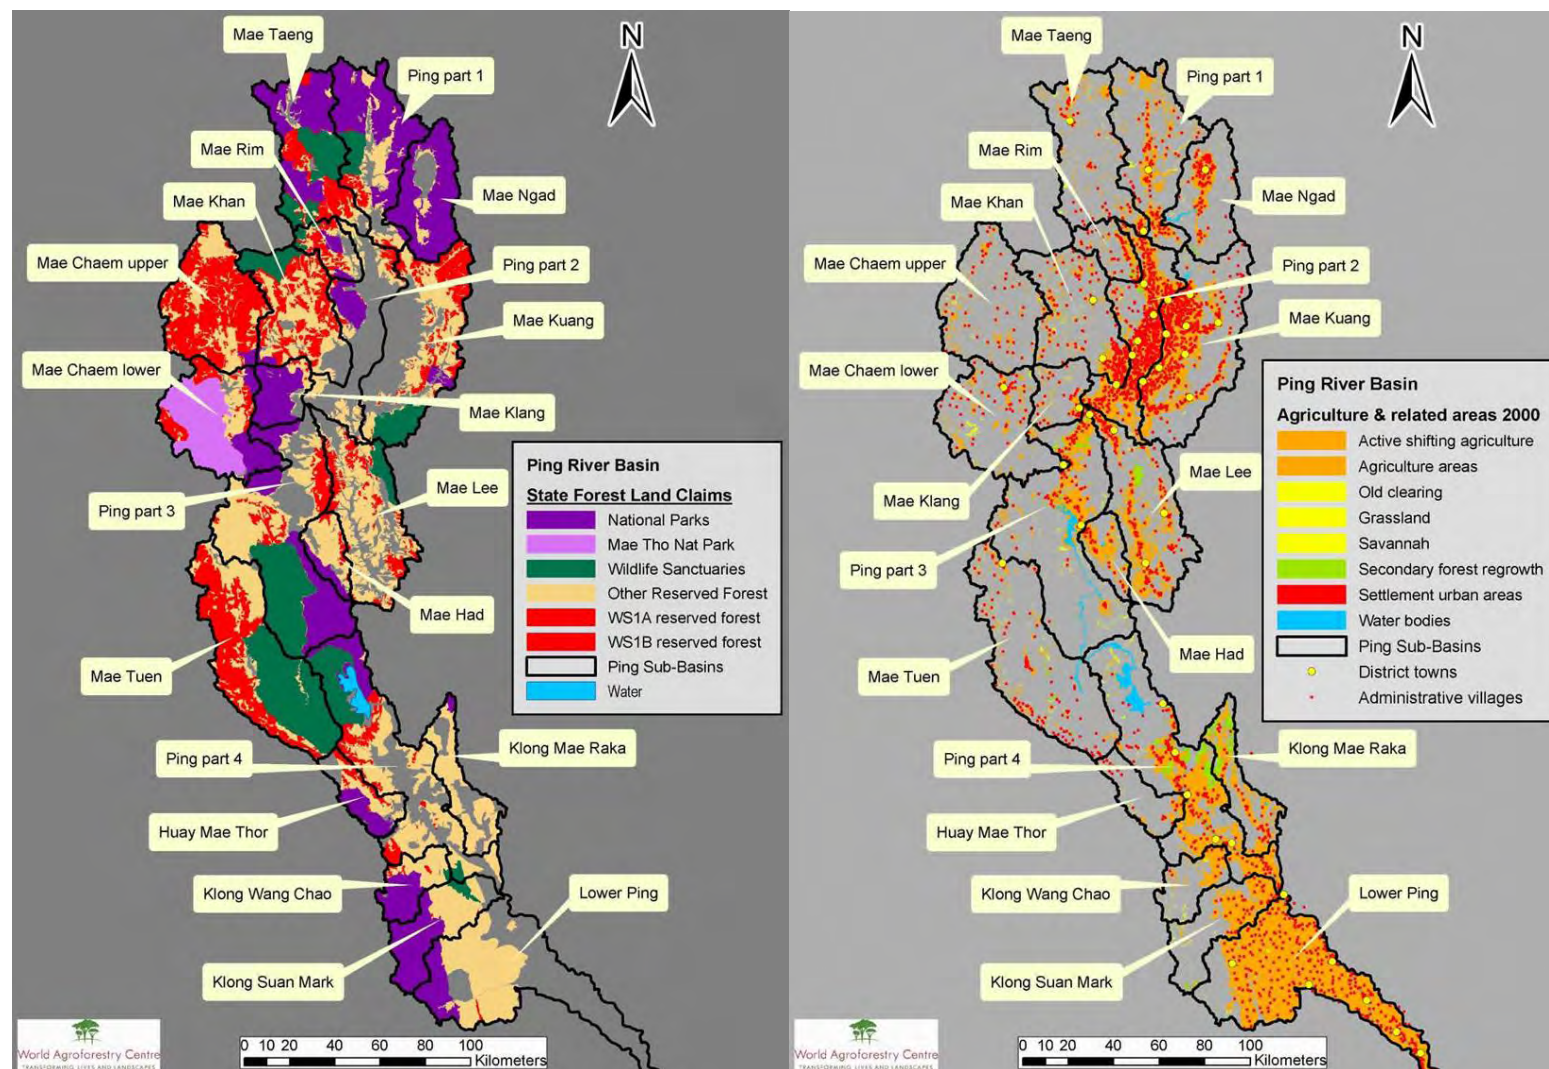 Mae Taeng
N
Ping part 1
Mae Rim
Mae Khan
Mae Ngad
Mae Chaem upper
Ping part 2
Mae Kuang
Mae Chaem lower
Mae Klang
Ping part 3
Mae Lee
Mae Had
Mae Tuen
Ping part 4
Klong Mae Raka
Huay Mae Thor
Klong Wang Chao
Lower Ping
Klong Suan Mark
Ping River Basin
State Forest Land Claims
National Parks
Mae Tho Nat Park
Wildlife Sanctuaries
Other Reserved Forest
WS1A reserved forest
WS1B reserved forest
Ping Sub-Basins
Water
World Agroforestry Centre
TRANSFORMING LIVES AND LANDSCAPES
0 10 20 40 60 80 100
Kilometers
Mae Taeng
N
Ping part 1
Mae Rim
Mae Khan
Mae Ngad
Mae Chaem upper
Ping part 2
Mae Kuang
Mae Chaem lower
Mae Klang
Mae Lee
Ping part 3
Mae Had
Mae Tuen
Ping part 4
Klong Mae Raka
Huay Mae Thor
Klong Wang Chao
Lower Ping
Klong Suan Mark
Ping River Basin
Agriculture & related areas 2000
Active shifting agriculture
Agriculture areas
Old clearing
Grassland
Savannah
Secondary forest regrowth
Settlement urban areas
Water bodies
Ping Sub-Basins
District towns
Administrative villages
World Agroforestry Centre
TRANSFORMING LIVES AND LANDSCAPES
0 10 20 40 60 80 100
Kilometers